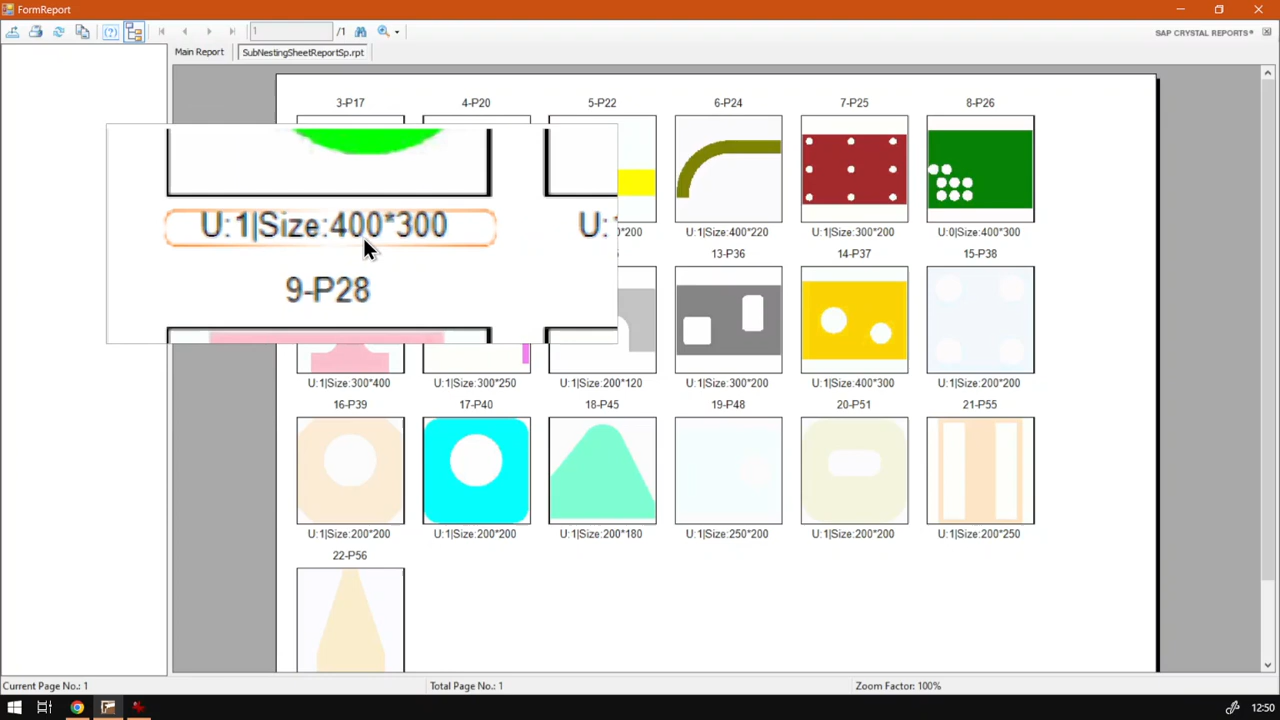 FormReport
1
/1
SAP CRYSTAL REPORTS®
Main Report
SubNestingSheetReportSp.rpt
3-P17
4-P20
5-P22
6-P24
7-P25
8-P26
U:1|Size:400*300
U:
*200
U:1|Size:400*220
U:1|Size:300*200
U:0|Size:400*300
9-P28
13-P36
14-P37
15-P38
U:1|Size:300*400
U:1|Size:300*250
U:1|Size:200*120
U:1|Size:300*200
U:1|Size:400*300
U:1|Size:200*200
16-P39
17-P40
18-P45
19-P48
20-P51
21-P55
U:1|Size:200*200
U:1|Size:200*200
U:1|Size:200*180
U:1|Size:250*200
U:1|Size:200*200
U:1|Size:200*250
22-P56
Current Page No.: 1
Total Page No.: 1
Zoom Factor: 100%
12:50